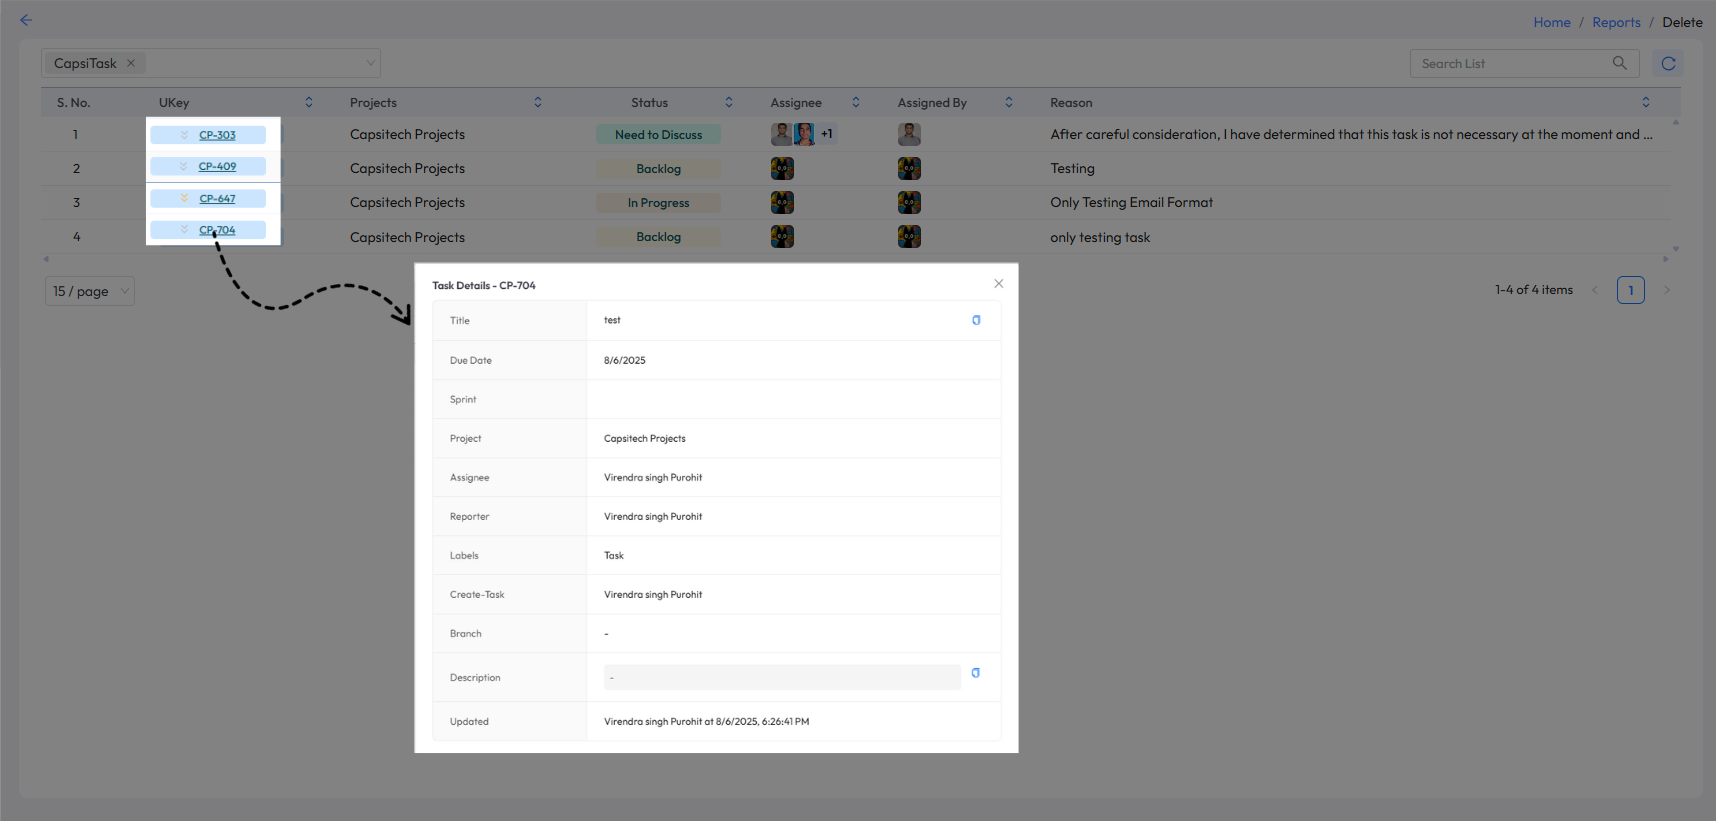 Home / Reports / Delete
CapsiTask
Search List
S. No. UKey Projects Status Assignee Assigned By Reason
1 CP-303 Capsitech Projects Need to Discuss +1 After careful consideration, I have determined that this task is not necessary at the moment and ...
2 CP-409 Capsitech Projects Backlog Testing
3 CP-647 Capsitech Projects In Progress Only Testing Email Format
4 CP-704 Capsitech Projects Backlog only testing task
15 / page
1-4 of 4 items 1
Task Details - CP-704
Title test
Due Date 8/6/2025
Sprint
Project Capsitech Projects
Assignee Virendra singh Purohit
Reporter Virendra singh Purohit
Labels Task
Create-Task Virendra singh Purohit
Branch -
Description -
Updated Virendra singh Purohit at 8/6/2025, 6:26:41 PM